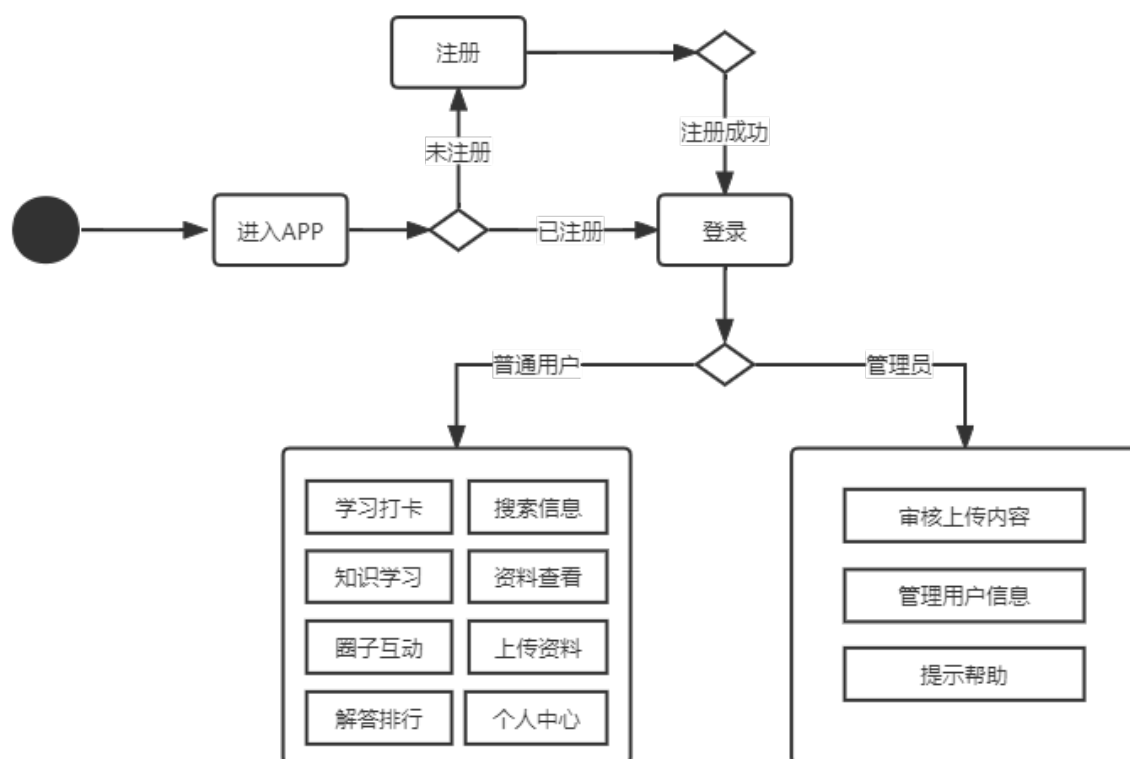 注册
未注册
注册成功
进入APP
已注册
登录
普通用户
管理员
学习打卡
搜索信息
知识学习
资料查看
圈子互动
上传资料
解答排行
个人中心
审核上传内容
管理用户信息
提示帮助